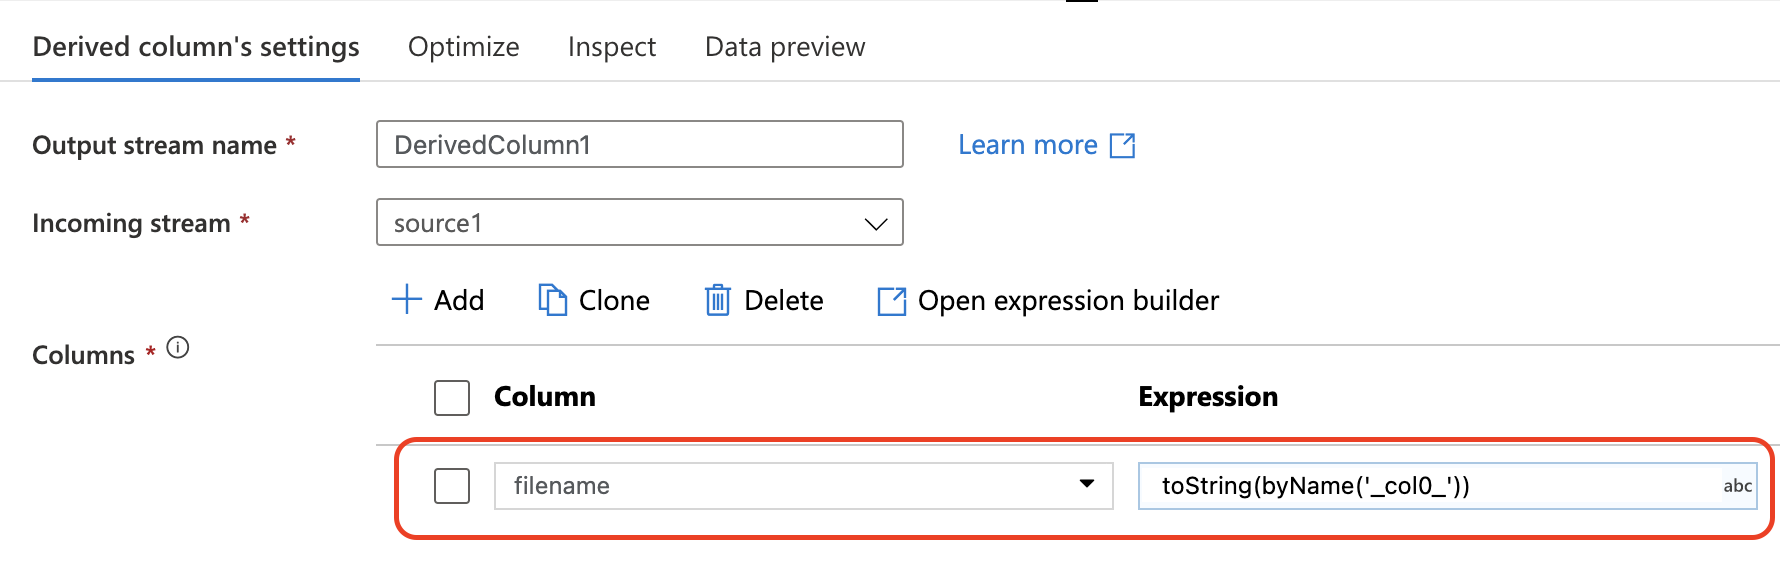 Derived column's settings Optimize Inspect Data preview
Output stream name * DerivedColumn1 Learn more
Incoming stream * source1
Add Clone Delete Open expression builder
Columns *
Column Expression
filename toString(byName('_col0_')) abc